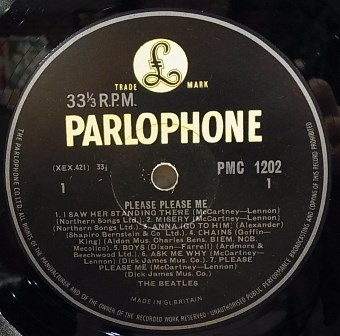 £
TRADE MARK
33⅓ R.P.M.
PARLOPHONE
(XEX.421) 33⅓ PMC 1202
1 1
PLEASE PLEASE ME
1. I SAW HER STANDING THERE (McCartney—Lennon)
(Northern Songs Ltd.) 2. MISERY (McCartney—Lennon)
(Northern Songs Ltd.) 3. ANNA (GO TO HIM) (Alexander)
(Shapiro Bernstein & Co Ltd.) 4. CHAINS (Goffin—
King) (Aldon Mus. Charles Bens. BIEM. NCB.
Mecolico). 5. BOYS (Dixon—Farrell) (Ardmore &
Beechwood Ltd.) 6. ASK ME WHY (McCartney—Lennon)
(Dick James Mus. Co.) 7. PLEASE
PLEASE ME (McCartney—Lennon)
(Dick James Mus. Co.)
THE BEATLES
MADE IN GT. BRITAIN
THE PARLOPHONE CO. LTD. ALL RIGHTS OF THE MANUFACTURER AND OF THE OWNER OF THE RECORDED WORK RESERVED—UNAUTHORISED PUBLIC PERFORMANCE BROADCASTING AND COPYING OF THIS RECORD PROHIBITED